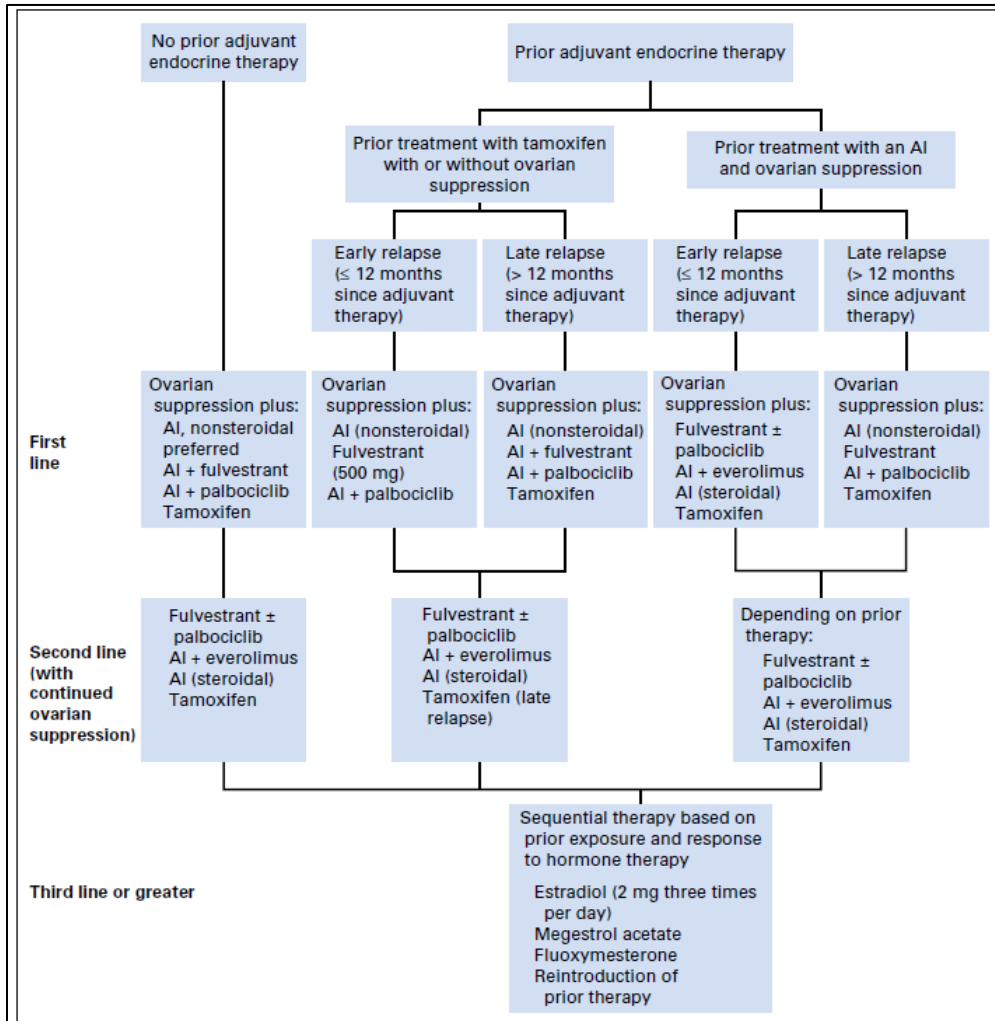 No prior adjuvant
endocrine therapy
Prior adjuvant endocrine therapy
Prior treatment with tamoxifen
with or without ovarian
suppression
Prior treatment with an AI
and ovarian suppression
Early relapse
(≤ 12 months
since adjuvant
therapy)
Late relapse
(> 12 months
since adjuvant
therapy)
Early relapse
(≤ 12 months
since adjuvant
therapy)
Late relapse
(> 12 months
since adjuvant
therapy)
First
line
Ovarian
suppression plus:
AI, nonsteroidal
preferred
AI + fulvestrant
AI + palbociclib
Tamoxifen
Ovarian
suppression plus:
AI (nonsteroidal)
Fulvestrant
(500 mg)
AI + palbociclib
Ovarian
suppression plus:
AI (nonsteroidal)
AI + fulvestrant
AI + palbociclib
Tamoxifen
Ovarian
suppression plus:
Fulvestrant ±
palbociclib
AI + everolimus
AI (steroidal)
Tamoxifen
Ovarian
suppression plus:
AI (nonsteroidal)
Fulvestrant
AI + palbociclib
Tamoxifen
Second line
(with
continued
ovarian
suppression)
Fulvestrant ±
palbociclib
AI + everolimus
AI (steroidal)
Tamoxifen
Fulvestrant ±
palbociclib
AI + everolimus
AI (steroidal)
Tamoxifen (late
relapse)
Depending on prior
therapy:
Fulvestrant ±
palbociclib
AI + everolimus
AI (steroidal)
Tamoxifen
Third line or greater
Sequential therapy based on
prior exposure and response
to hormone therapy
Estradiol (2 mg three times
per day)
Megestrol acetate
Fluoxymesterone
Reintroduction of
prior therapy